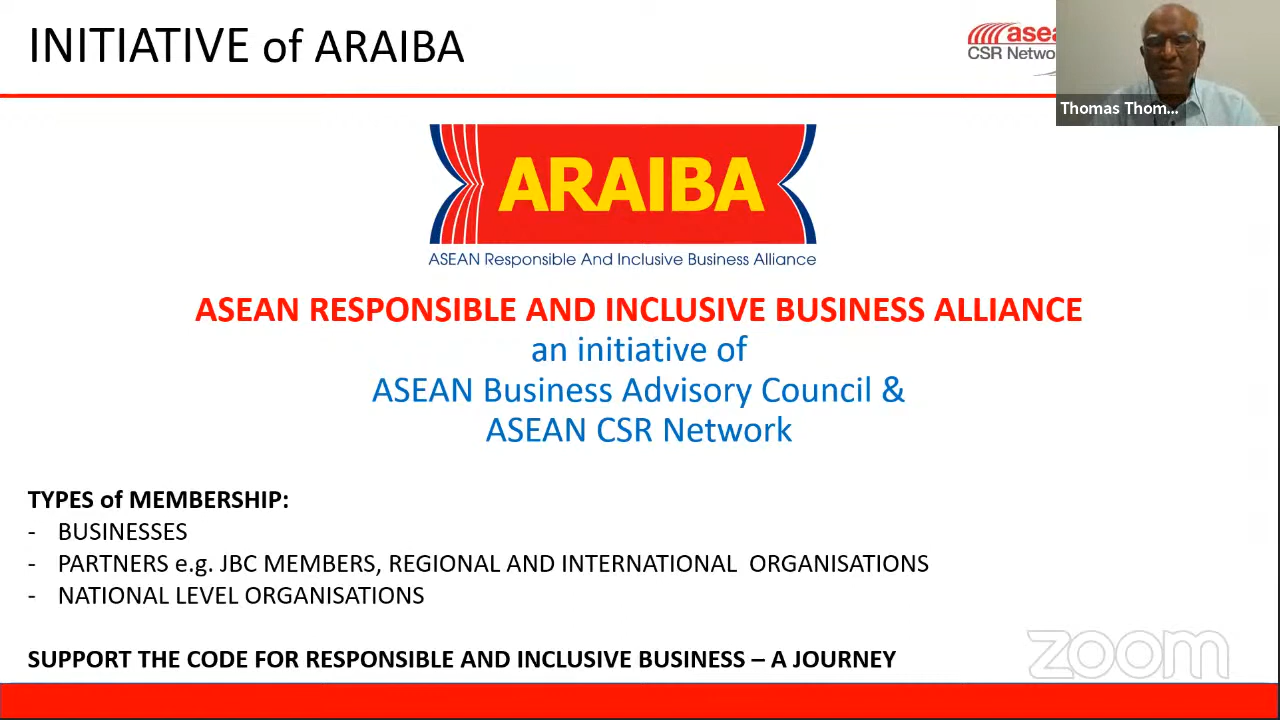 INITIATIVE of ARAIBA
asea
CSR Netwo
Thomas Thom...
ARAIBA
ASEAN Responsible And Inclusive Business Alliance
ASEAN RESPONSIBLE AND INCLUSIVE BUSINESS ALLIANCE
an initiative of
ASEAN Business Advisory Council &
ASEAN CSR Network
TYPES of MEMBERSHIP:
- BUSINESSES
- PARTNERS e.g. JBC MEMBERS, REGIONAL AND INTERNATIONAL ORGANISATIONS
- NATIONAL LEVEL ORGANISATIONS
SUPPORT THE CODE FOR RESPONSIBLE AND INCLUSIVE BUSINESS – A JOURNEY
zoom